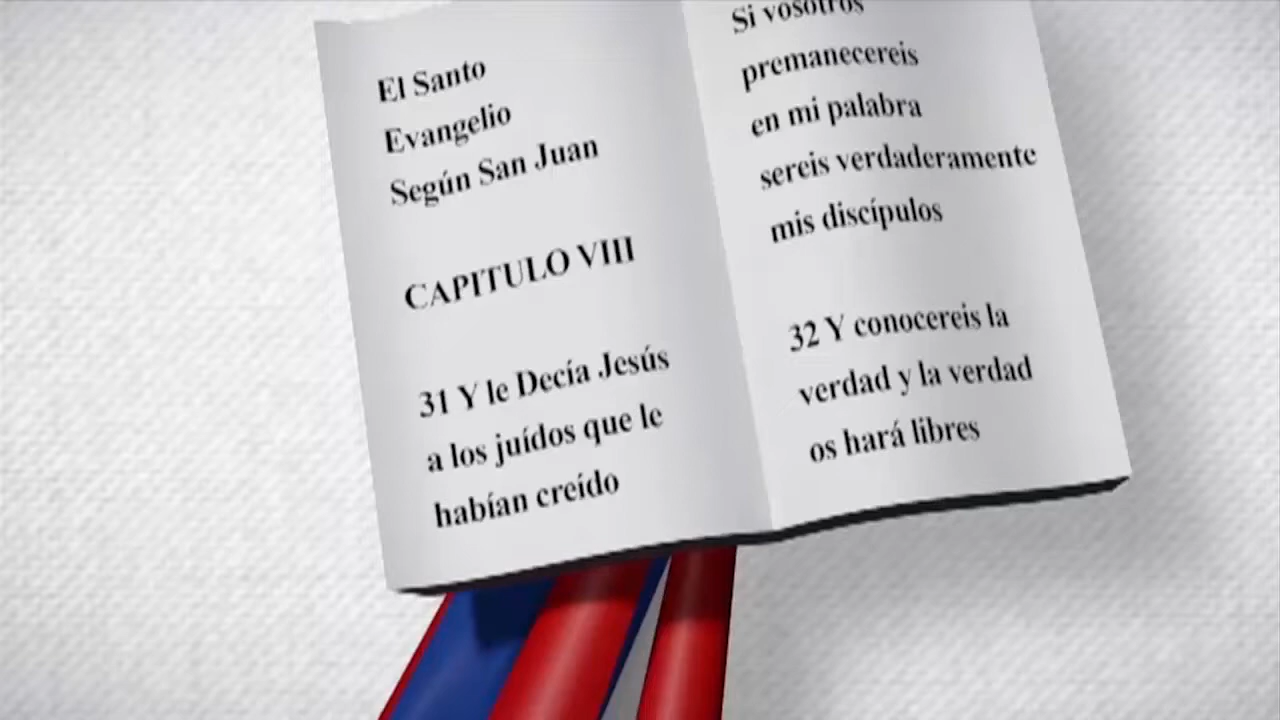 El Santo
Evangelio
Según San Juan
CAPITULO VIII
31 Y le Decía Jesús
a los juídos que le
habían creído
Si vosotros
premanecereis
en mi palabra
sereis verdaderamente
mis discípulos
32 Y conocereis la
verdad y la verdad
os hará libres